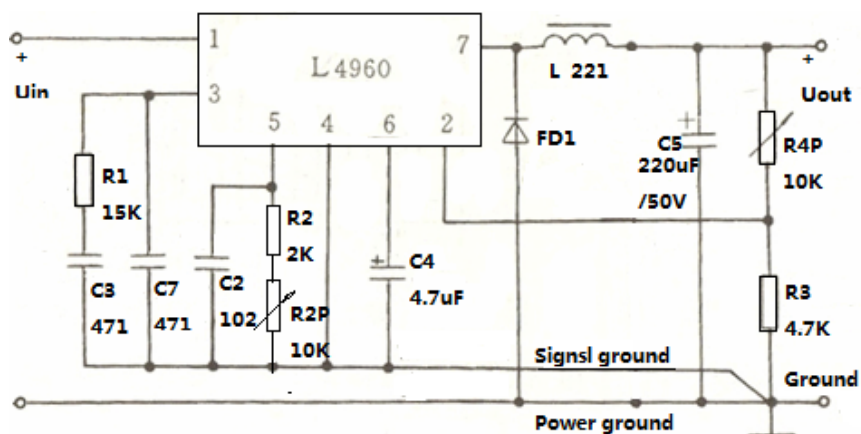 1
7
+
Uin
L4960
L 221
+
Uout
3
5
4
6
2
R1
15K
FD1
+
C5
220uF
/50V
R4P
10K
R2
2K
+
C4
4.7uF
C3
471
C7
471
C2
102
R2P
10K
R3
4.7K
Signsl ground
Ground
Power ground